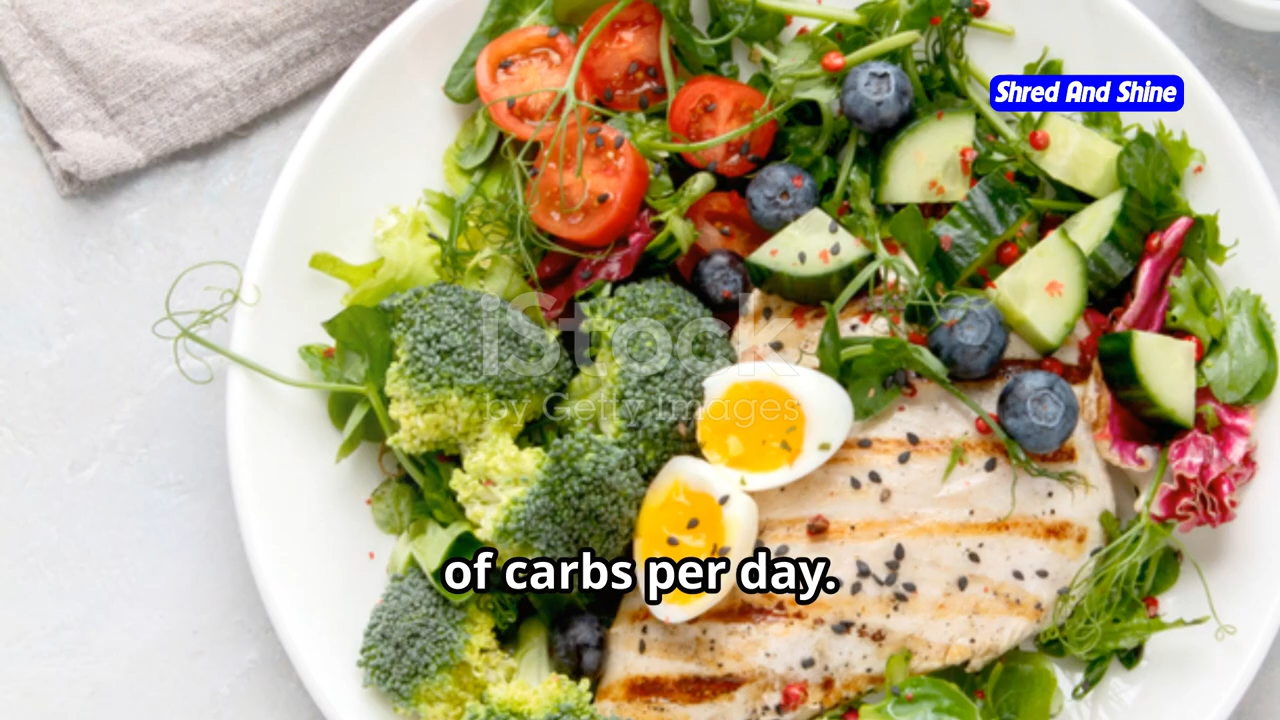 Shred And Shine
iStock
by Getty Images
of carbs per day.